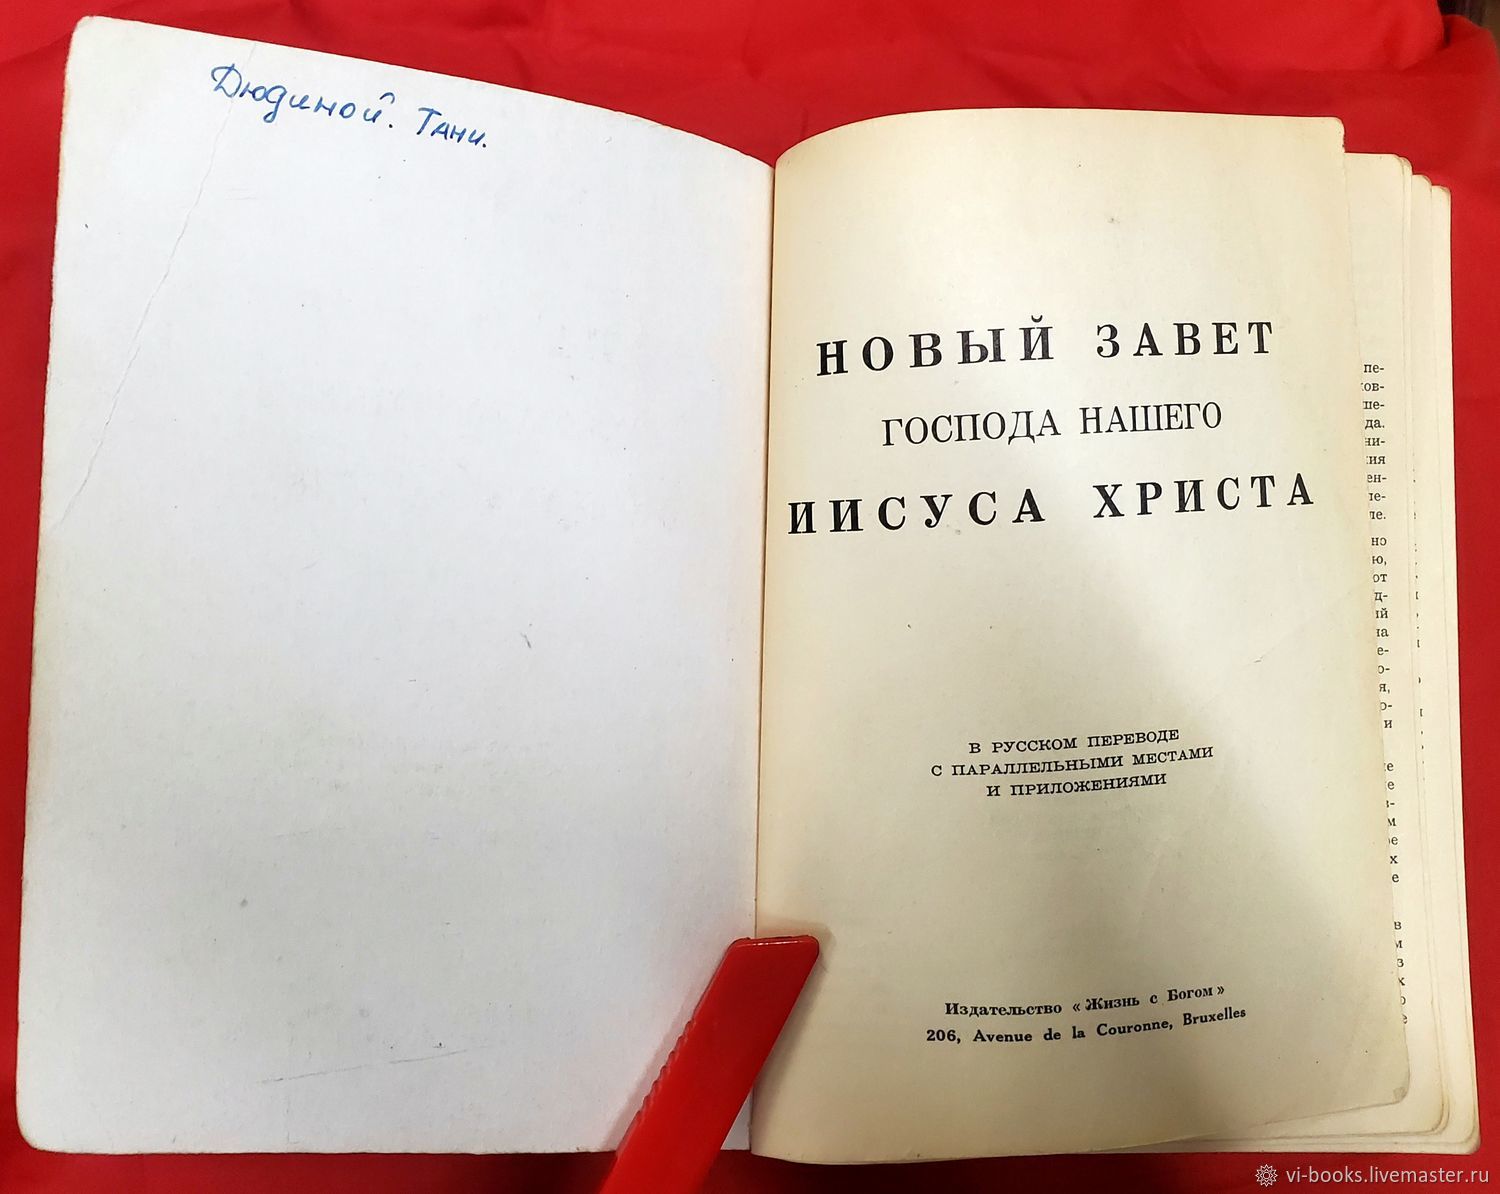 Дюдиной. Тани.
НОВЫЙ ЗАВЕТ
ГОСПОДА НАШЕГО
ИИСУСА ХРИСТА
В РУССКОМ ПЕРЕВОДЕ
С ПАРАЛЛЕЛЬНЫМИ МЕСТАМИ
И ПРИЛОЖЕНИЯМИ
Издательство « Жизнь с Богом »
206, Avenue de la Couronne, Bruxelles
vi-books.livemaster.ru